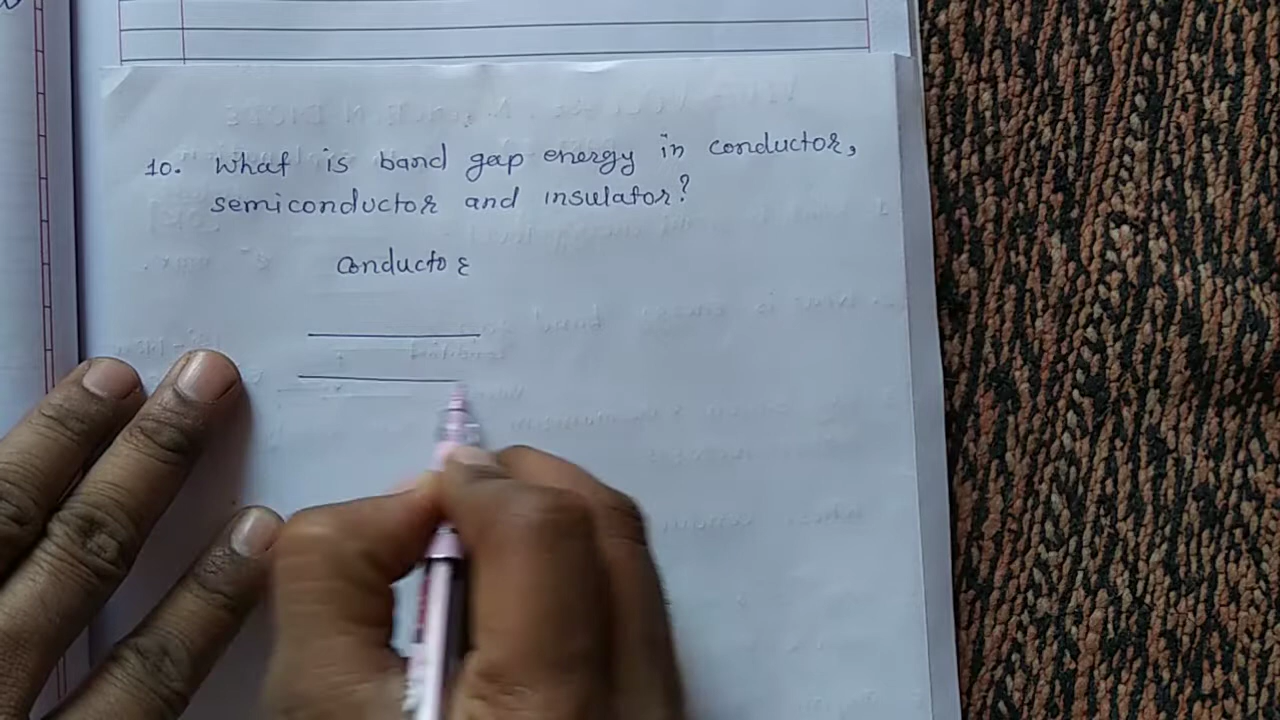 10. What is band gap energy in conductor,
semiconductor and insulator?
conductor